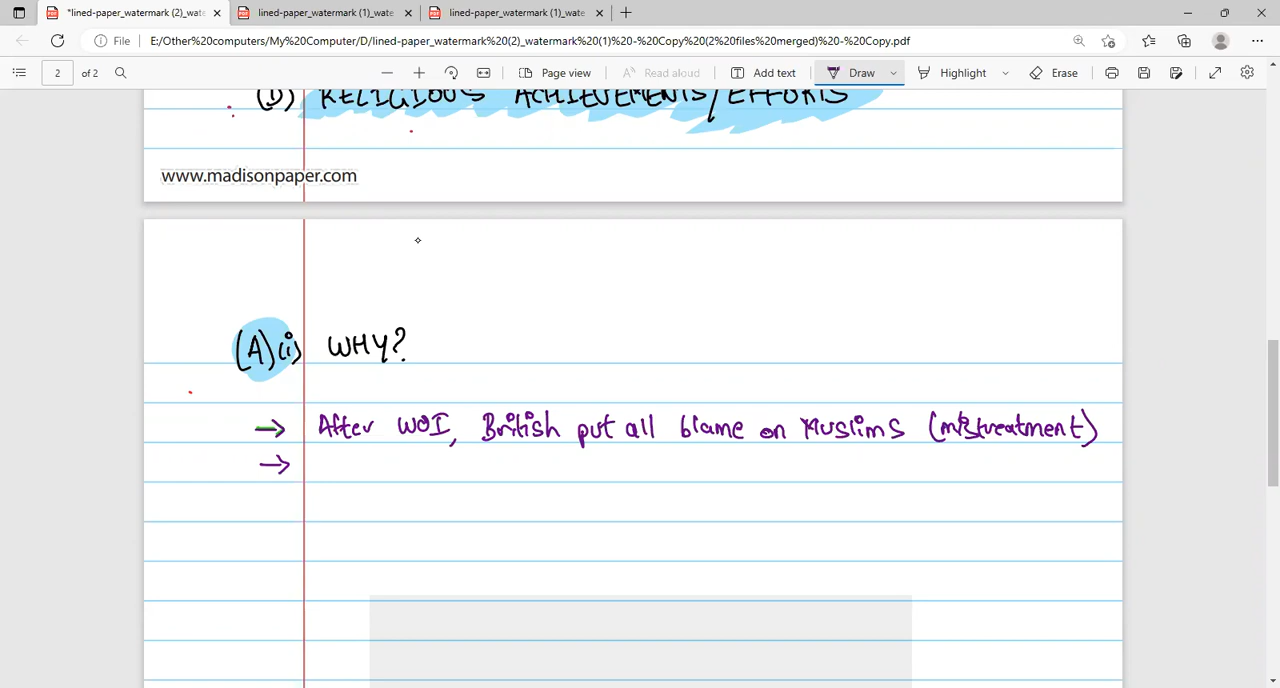 *lined-paper_watermark (2)_wate
lined-paper_watermark (1)_wate
lined-paper_watermark (1)_wate
File E:/Other%20computers/My%20Computer/D/lined-paper_watermark%20(2)_watermark%20(1)%20-%20Copy%20(2%20files%20merged)%20-%20Copy.pdf
2 of 2 Page view Read aloud Add text Draw Highlight Erase
(D) RELIGIOUS ACHIEVEMENTS/EFFORTS
www.madisonpaper.com
(A)(i) WHY?
→ After WOI, British put all blame on Muslims (mistreatment)
→